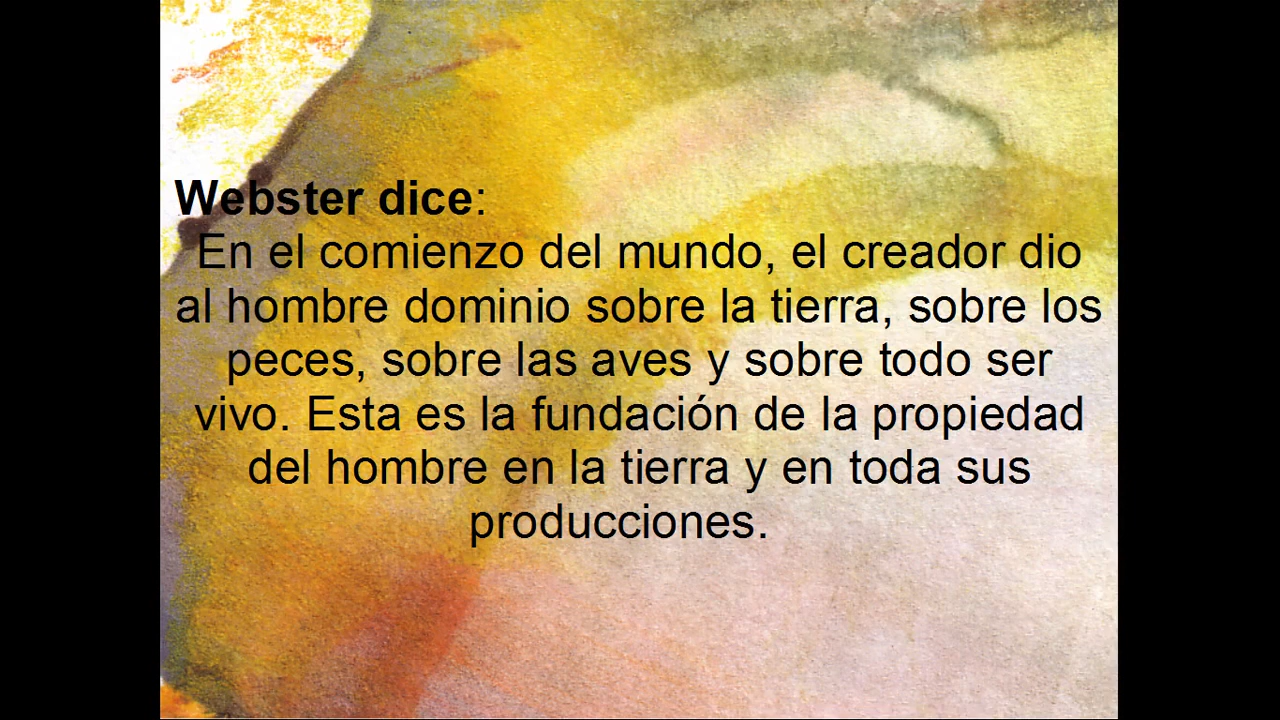 Webster dice:
En el comienzo del mundo, el creador dio
al hombre dominio sobre la tierra, sobre los
peces, sobre las aves y sobre todo ser
vivo. Esta es la fundación de la propiedad
del hombre en la tierra y en toda sus
producciones.